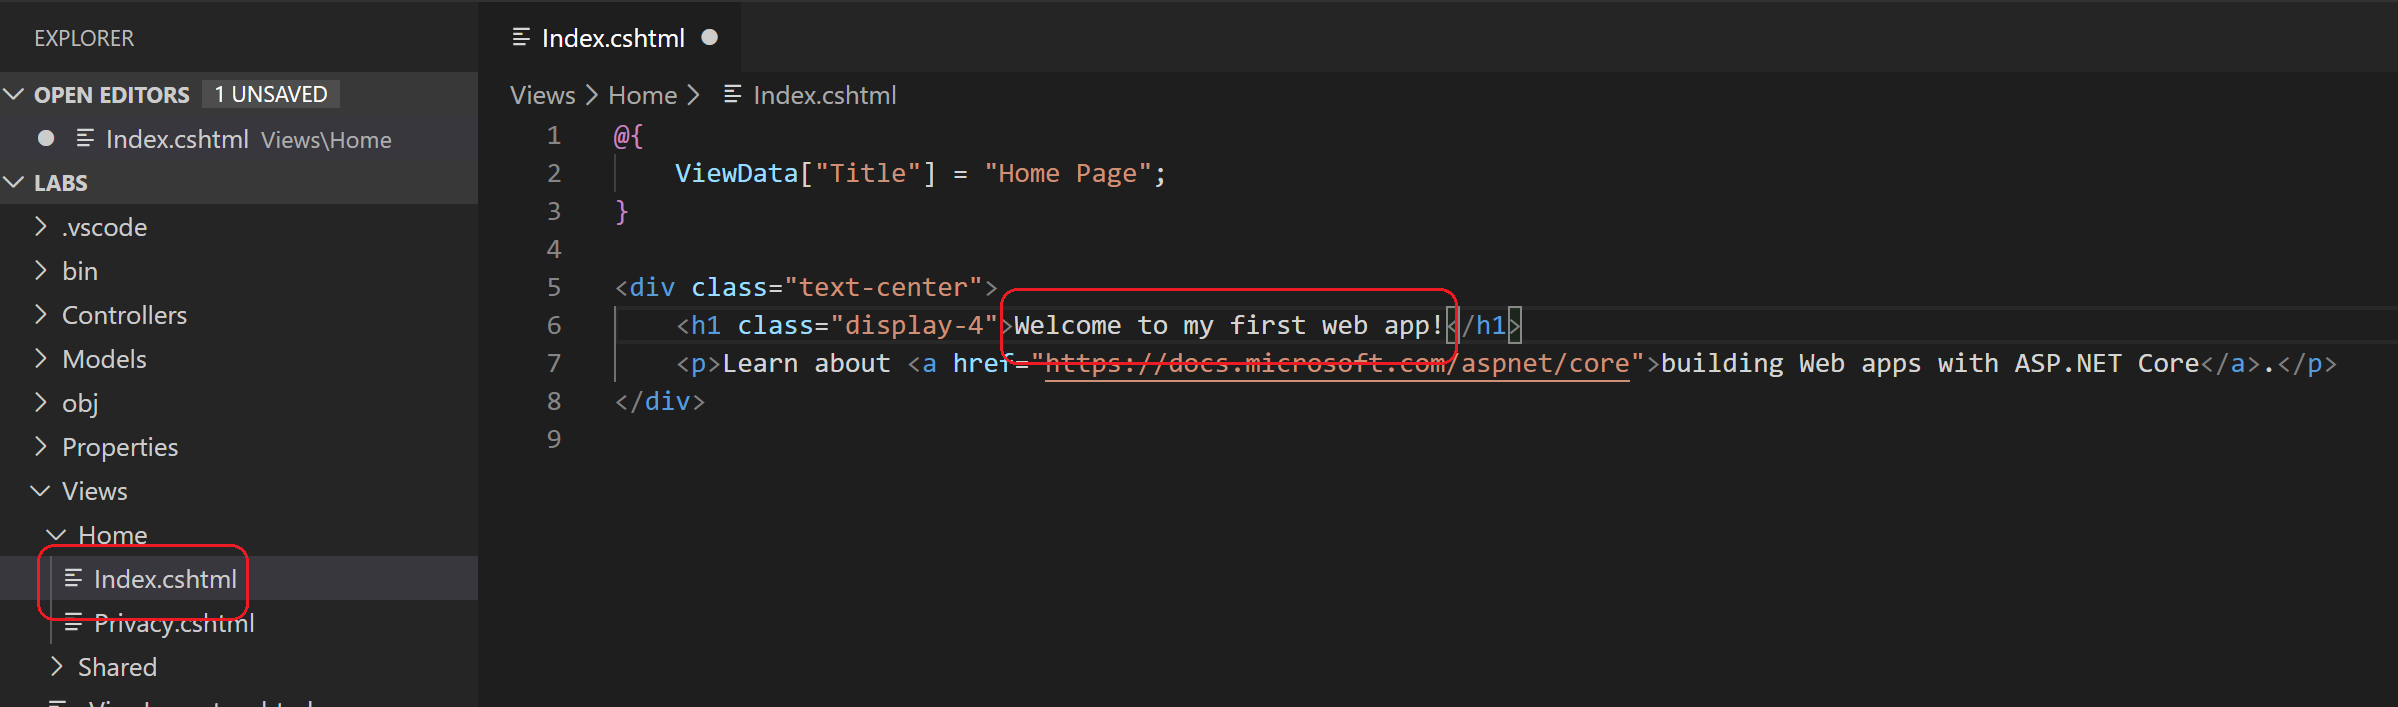 EXPLORER
OPEN EDITORS 1 UNSAVED
Index.cshtml Views\Home
LABS
.vscode
bin
Controllers
Models
obj
Properties
Views
Home
Index.cshtml
Privacy.cshtml
Shared
Index.cshtml
Views > Home > Index.cshtml
1 @{
2 ViewData["Title"] = "Home Page";
3 }
4
5 <div class="text-center">
6 <h1 class="display-4">Welcome to my first web app!</h1>
7 <p>Learn about <a href="https://docs.microsoft.com/aspnet/core">building Web apps with ASP.NET Core</a>.</p>
8 </div>
9